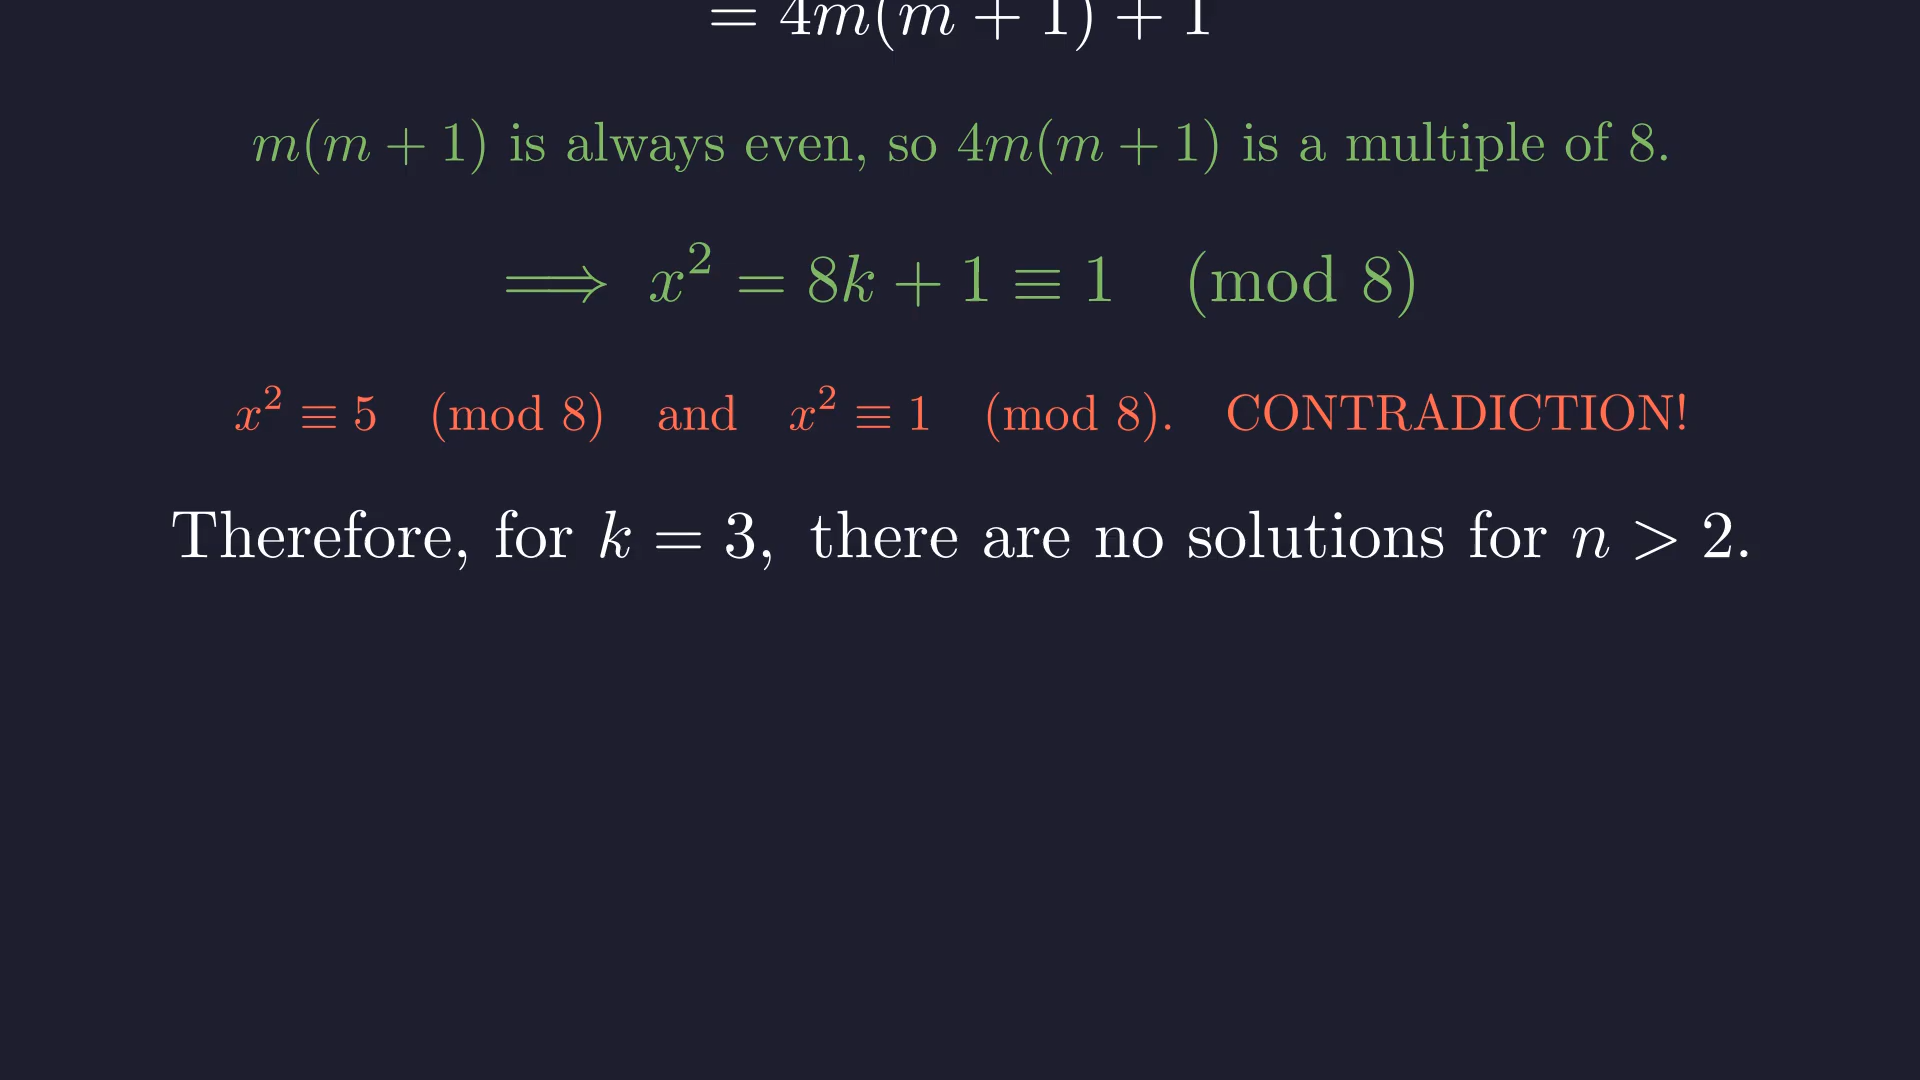 = 4m(m + 1) + 1
m(m + 1) is always even, so 4m(m + 1) is a multiple of 8.
⟹ x² = 8k + 1 ≡ 1 (mod 8)
x² ≡ 5 (mod 8) and x² ≡ 1 (mod 8). CONTRADICTION!
Therefore, for k = 3, there are no solutions for n > 2.